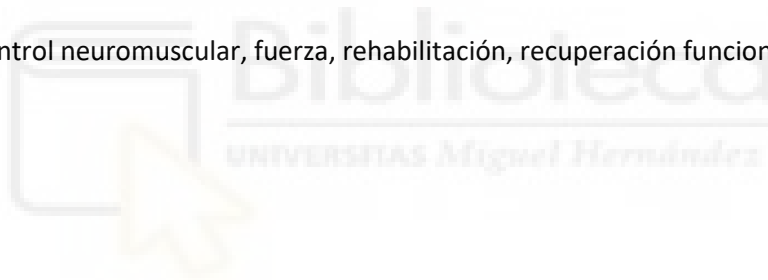 ntrol neuromuscular, fuerza, rehabilitación, recuperación funcion
Biblioteca
UNIVERSITAS Miguel Hernández